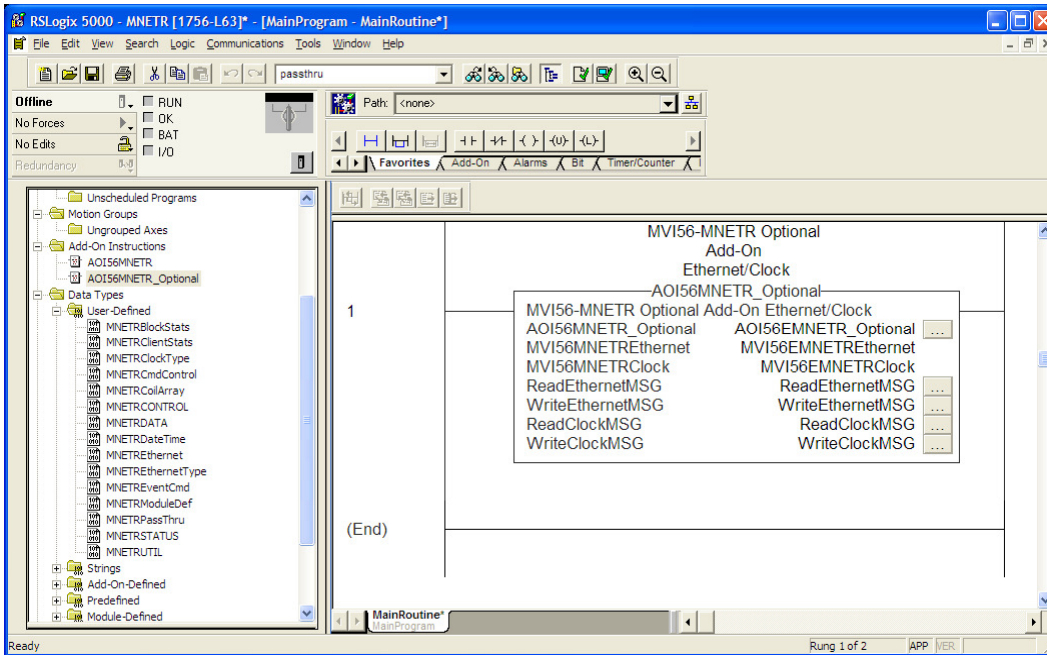 RSLogix 5000 - MNETR [1756-L63]* - [MainProgram - MainRoutine*]
File Edit View Search Logic Communications Tools Window Help
passthru
Offline
RUN
No Forces
OK
No Edits
BAT
Redundancy
I/O
Path: <none>
Favorites Add-On Alarms Bit Timer/Counter
Unscheduled Programs
Motion Groups
Ungrouped Axes
Add-On Instructions
AOI56MNETR
AOI56MNETR_Optional
Data Types
User-Defined
MNETRBlockStats
MNETRClientStats
MNETRClockType
MNETRCmdControl
MNETRCoilArray
MNETRCONTROL
MNETRDATA
MNETRDateTime
MNETREthernet
MNETREthernetType
MNETREventCmd
MNETRModuleDef
MNETRPassThru
MNETRSTATUS
MNETRUTIL
Strings
Add-On-Defined
Predefined
Module-Defined
MVI56-MNETR Optional
Add-On
Ethernet/Clock
AOI56MNETR_Optional
1
MVI56-MNETR Optional Add-On Ethernet/Clock
AOI56MNETR_Optional AOI56EMNETR_Optional ...
MVI56MNETREthernet MVI56EMNETREthernet
MVI56MNETRClock MVI56EMNETRClock
ReadEthernetMSG ReadEthernetMSG ...
WriteEthernetMSG WriteEthernetMSG ...
ReadClockMSG ReadClockMSG ...
WriteClockMSG WriteClockMSG ...
(End)
MainRoutine*
MainProgram
Ready
Rung 1 of 2 APP VER